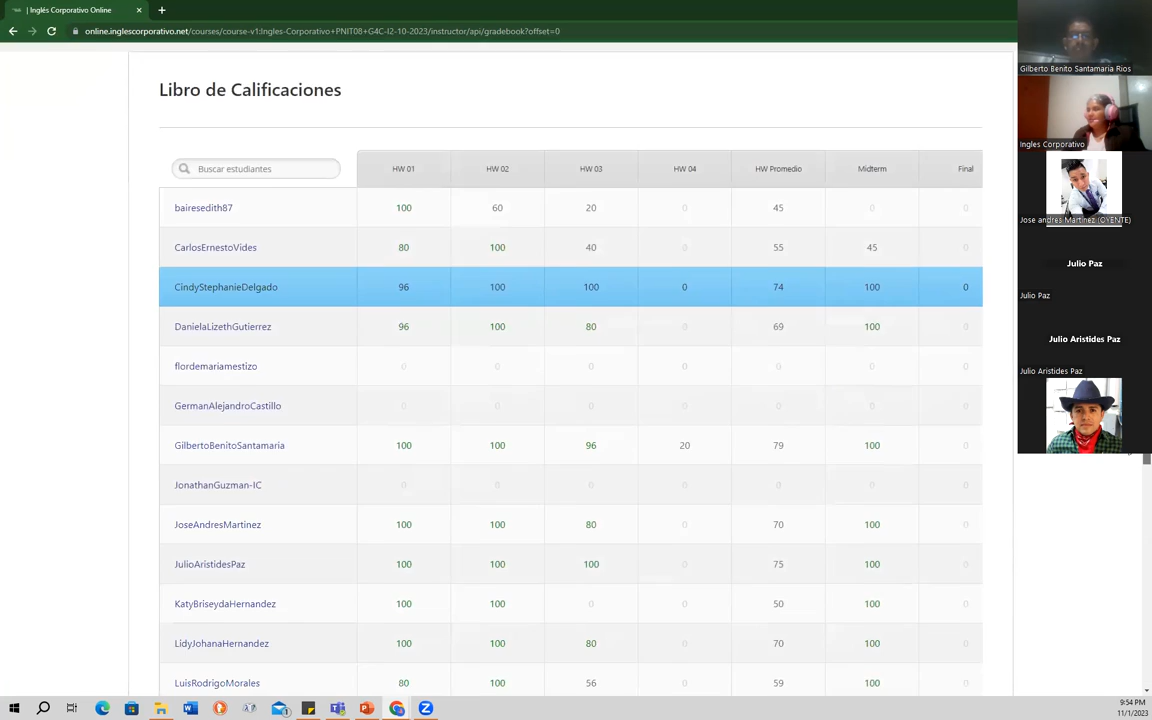 | Inglés Corporativo Online
online.inglescorporativo.net/courses/course-v1:Ingles-Corporativo+PNIT08+G4C-I2-10-2023/instructor/api/gradebook?offset=0
Libro de Calificaciones
Buscar estudiantes HW 01 HW 02 HW 03 HW 04 HW Promedio Midterm Final
bairesedith87 100 60 20 0 45 0 0
CarlosErnestoVides 80 100 40 0 55 45 0
CindyStephanieDelgado 96 100 100 0 74 100 0
DanielaLizethGutierrez 96 100 80 0 69 100 0
flordemariamestizo 0 0 0 0 0 0 0
GermanAlejandroCastillo 0 0 0 0 0 0 0
GilbertoBenitoSantamaria 100 100 96 20 79 100 0
JonathanGuzman-IC 0 0 0 0 0 0 0
JoseAndresMartinez 100 100 80 0 70 100 0
JulioAristidesPaz 100 100 100 0 75 100 0
KatyBriseydaHernandez 100 100 0 0 50 100 0
LidyJohanaHernandez 100 100 80 0 70 100 0
LuisRodrigoMorales 80 100 56 0 59 100 0
Gilberto Benito Santamaria Rios
Ingles Corporativo
Jose andres Martinez (OYENTE)
Julio Paz
Julio Paz
Julio Aristides Paz
Julio Aristides Paz
9:54 PM
11/1/2023